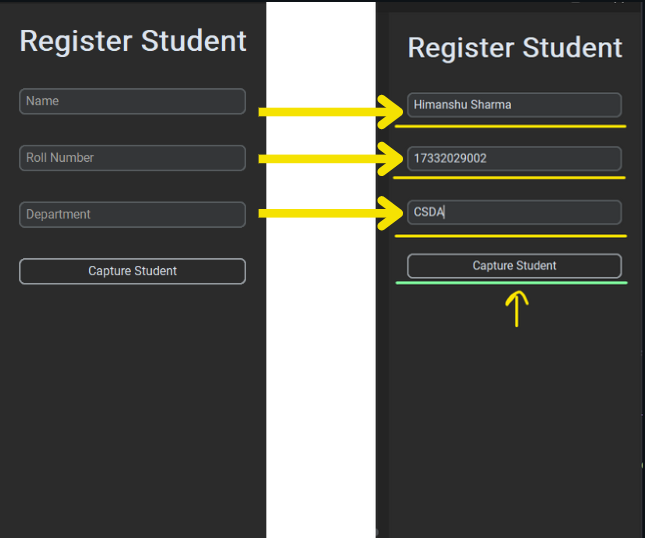 Register Student
Name
Roll Number
Department
Capture Student
Register Student
Himanshu Sharma
17332029002
CSDA
Capture Student